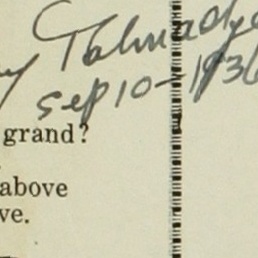 C Talmadge
Sep 10 - 1936
grand?
above
ve.